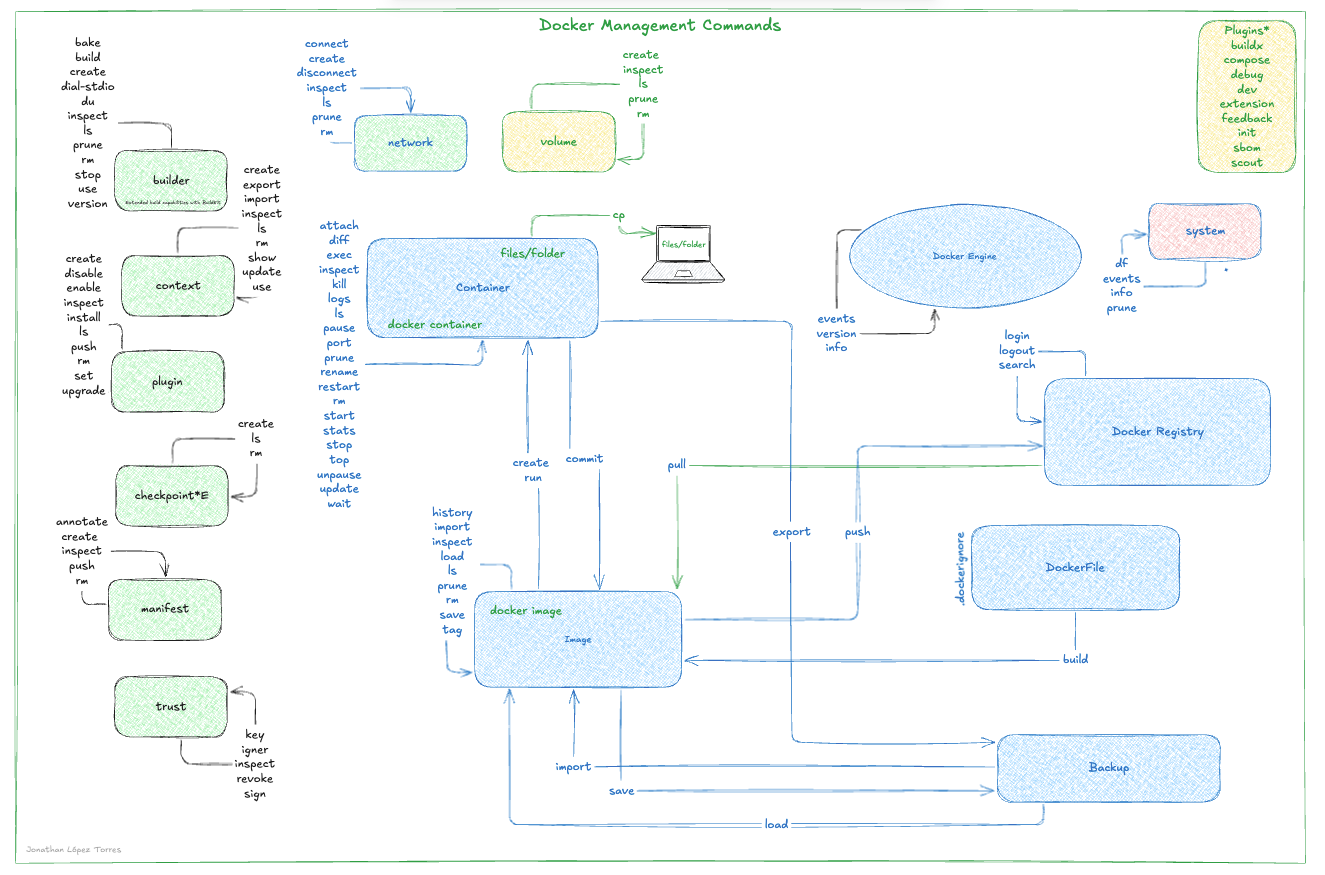 Docker Management Commands
Plugins*
buildx
compose
debug
dev
extension
feedback
init
sbom
scout
bake
build
create
dial-stdio
du
inspect
ls
prune
rm
stop
use
version
builder
Extended build capabilities with BuildKit
connect
create
disconnect
inspect
ls
prune
rm
network
create
inspect
ls
prune
rm
volume
create
export
import
inspect
ls
rm
show
update
use
context
create
disable
enable
inspect
install
ls
push
rm
set
upgrade
plugin
create
ls
rm
checkpoint*E
annotate
create
inspect
push
rm
manifest
trust
key
igner
inspect
revoke
sign
attach
diff
exec
inspect
kill
logs
ls
pause
port
prune
rename
restart
rm
start
stats
stop
top
unpause
update
wait
files/folder
Container
docker container
cp
files/folder
Docker Engine
events
version
info
system
df
events
info
prune
login
logout
search
Docker Registry
create
run
commit
pull
export
push
history
import
inspect
load
ls
prune
rm
save
tag
docker image
Image
.dockerignore
DockerFile
build
import
save
load
Backup
Jonathan López Torres